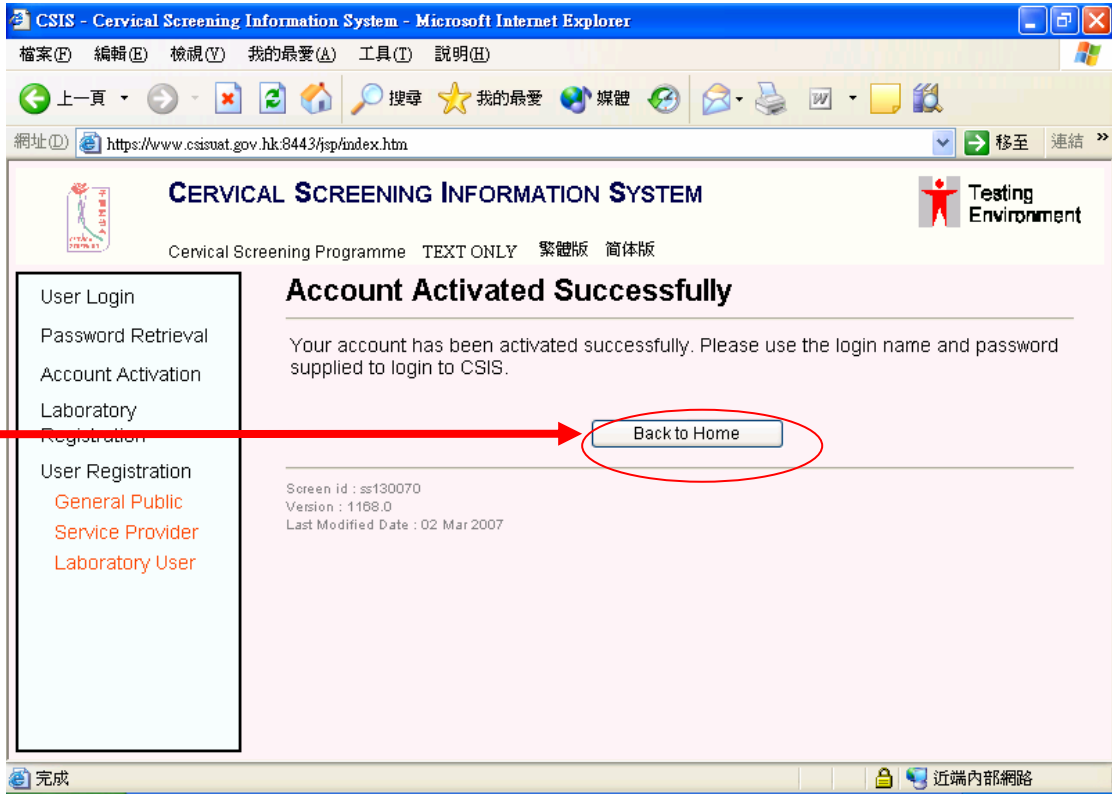 CSIS - Cervical Screening Information System - Microsoft Internet Explorer
檔案(F) 編輯(E) 檢視(V) 我的最愛(A) 工具(T) 說明(H)
上一頁 搜尋 我的最愛 媒體
網址(D) https://www.csisuat.gov.hk:8443/jsp/index.htm 移至 連結 »
CERVICAL SCREENING INFORMATION SYSTEM
Testing
Environment
Cervical Screening Programme TEXT ONLY 繁體版 简体版
User Login
Password Retrieval
Account Activation
Laboratory
Registration
User Registration
General Public
Service Provider
Laboratory User
Account Activated Successfully
Your account has been activated successfully. Please use the login name and password
supplied to login to CSIS.
Back to Home
Screen id : ss130070
Version : 1168.0
Last Modified Date : 02 Mar 2007
完成 近端內部網路